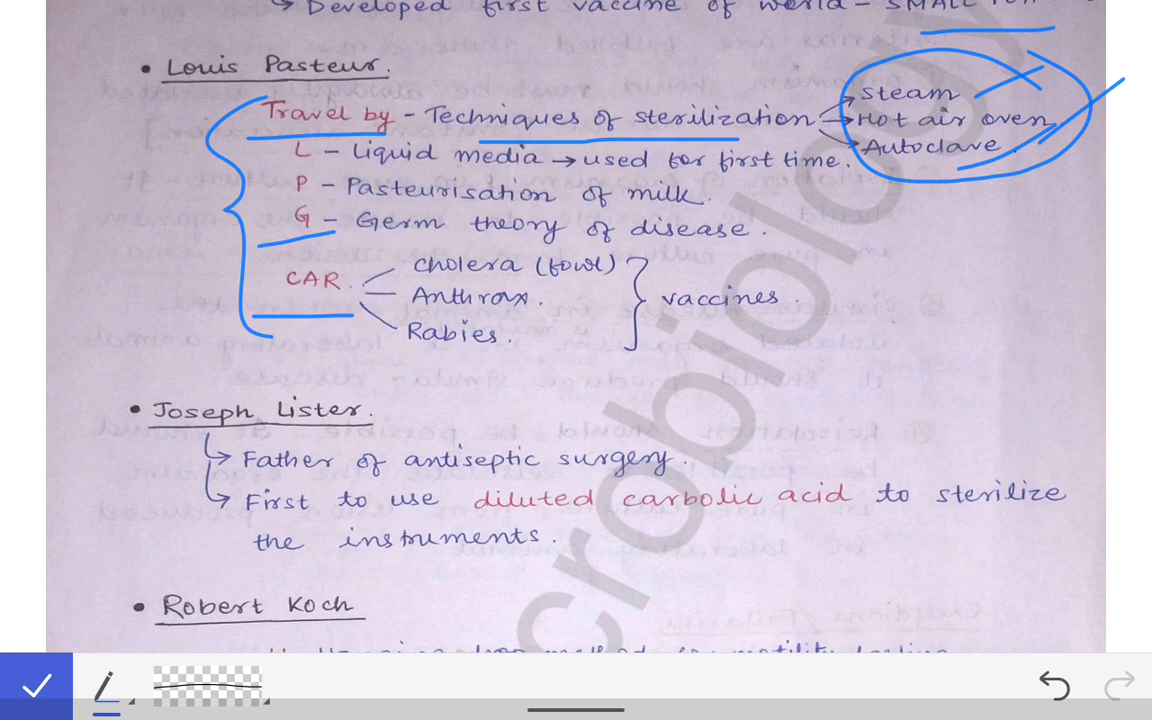 Developed first vaccine of world - SMALL
• Louis Pasteur.
Travel by - Techniques of sterilization → Steam
→ Hot air oven
→ Autoclave.
L - Liquid media → used for first time.
P - Pasteurisation of milk.
G - Germ theory of disease.
CAR - Cholera (fowl)
- Anthrax.
- Rabies.
} vaccines.
• Joseph Lister.
→ Father of antiseptic surgery.
→ First to use diluted carbolic acid to sterilize
the instruments.
• Robert Koch
crobiology